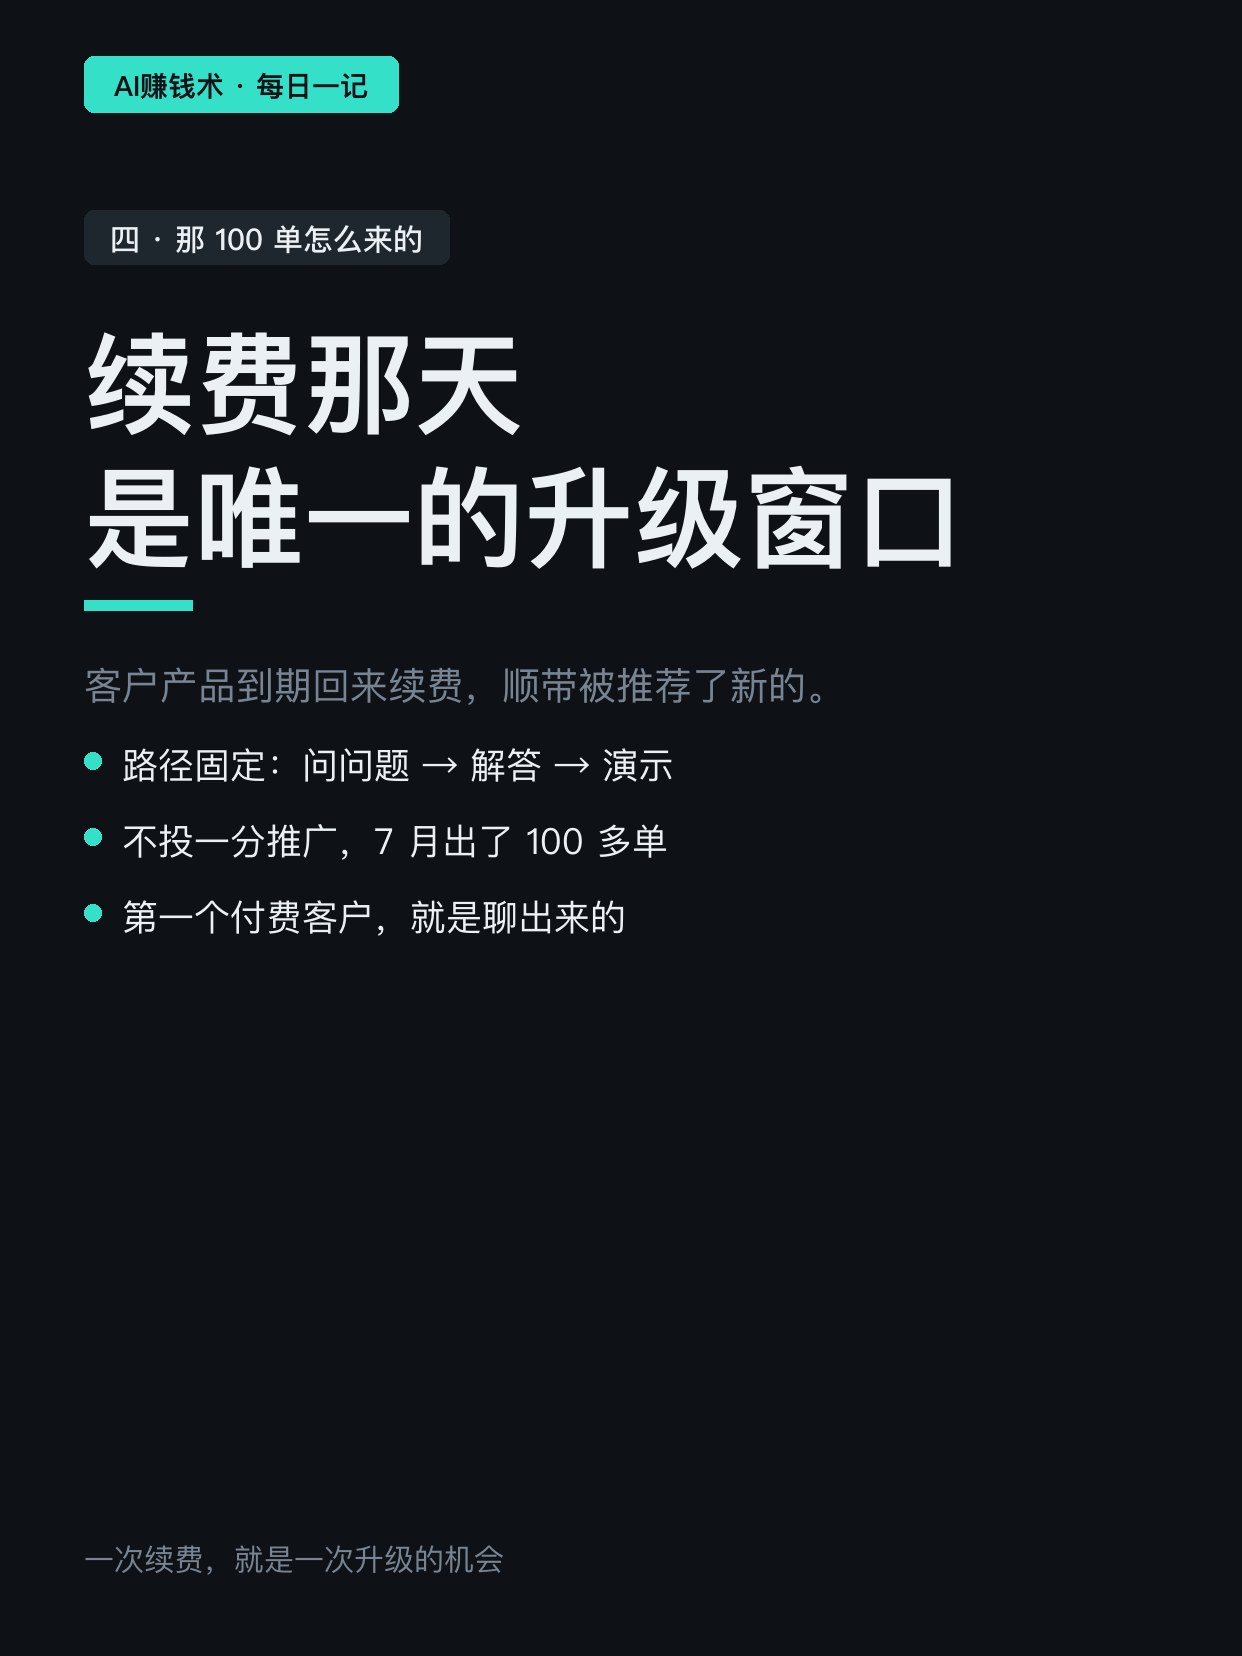 AI赚钱术 · 每日一记
四 · 那 100 单怎么来的
续费那天
是唯一的升级窗口
客户产品到期回来续费，顺带被推荐了新的。
路径固定：问问题 → 解答 → 演示
不投一分推广，7 月出了 100 多单
第一个付费客户，就是聊出来的
一次续费，就是一次升级的机会